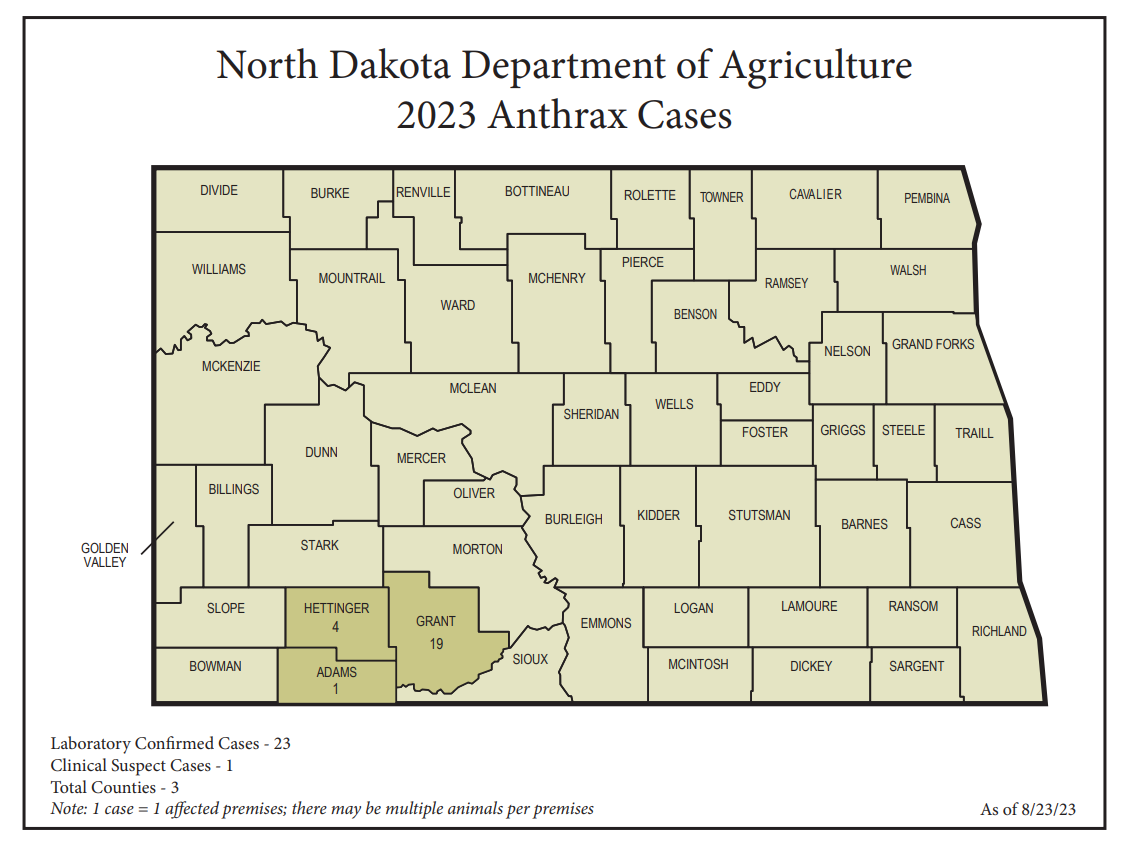 North Dakota Department of Agriculture
2023 Anthrax Cases
DIVIDE
BURKE
RENVILLE
BOTTINEAU
ROLETTE
TOWNER
CAVALIER
PEMBINA
WILLIAMS
MOUNTRAIL
WARD
MCHENRY
PIERCE
BENSON
RAMSEY
WALSH
MCKENZIE
NELSON
GRAND FORKS
MCLEAN
SHERIDAN
WELLS
EDDY
FOSTER
GRIGGS
STEELE
TRAILL
DUNN
MERCER
OLIVER
BILLINGS
GOLDEN
VALLEY
STARK
MORTON
BURLEIGH
KIDDER
STUTSMAN
BARNES
CASS
SLOPE
HETTINGER
4
GRANT
19
SIOUX
EMMONS
LOGAN
LAMOURE
RANSOM
RICHLAND
BOWMAN
ADAMS
1
MCINTOSH
DICKEY
SARGENT
Laboratory Confirmed Cases - 23
Clinical Suspect Cases - 1
Total Counties - 3
Note: 1 case = 1 affected premises; there may be multiple animals per premises
As of 8/23/23